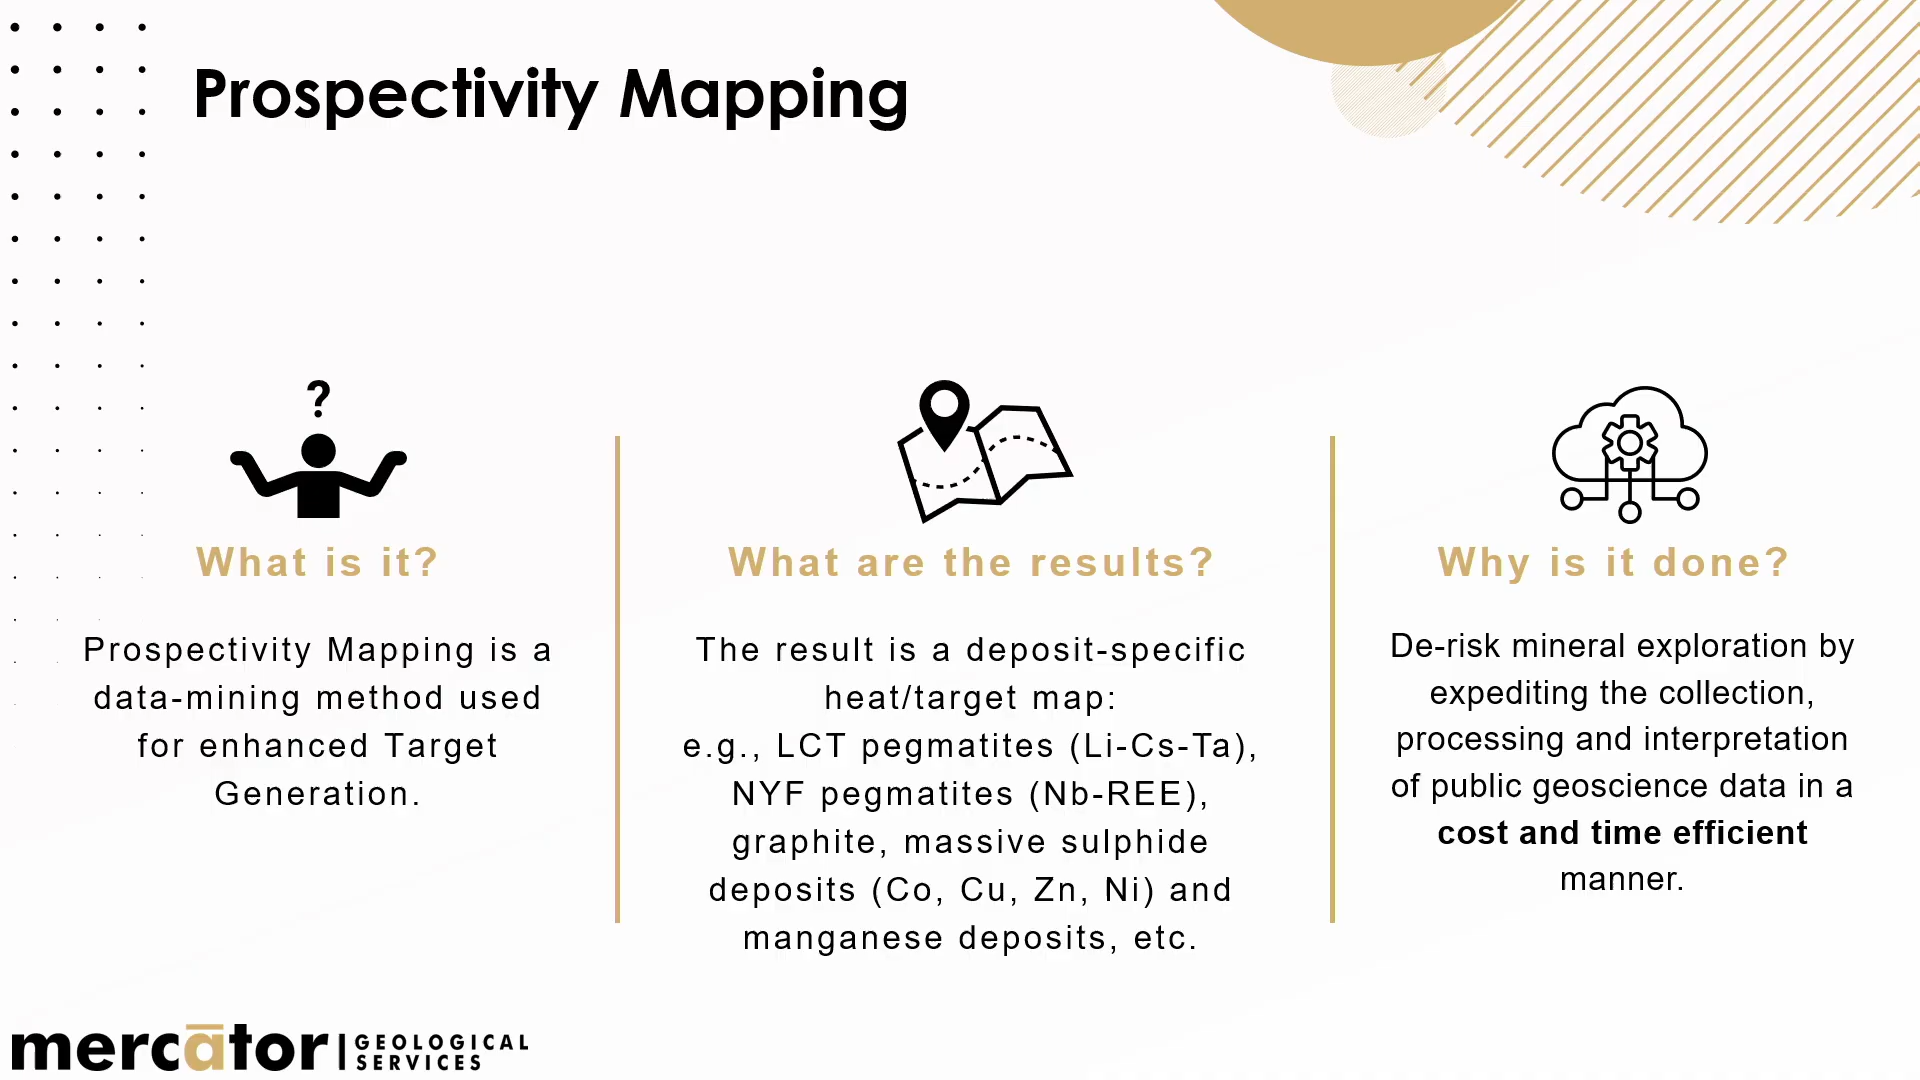 Prospectivity Mapping
?
What is it?
Prospectivity Mapping is a
data-mining method used
for enhanced Target
Generation.
What are the results?
The result is a deposit-specific
heat/target map:
e.g., LCT pegmatites (Li-Cs-Ta),
NYF pegmatites (Nb-REE),
graphite, massive sulphide
deposits (Co, Cu, Zn, Ni) and
manganese deposits, etc.
Why is it done?
De-risk mineral exploration by
expediting the collection,
processing and interpretation
of public geoscience data in a
cost and time efficient
manner.
mercātor
GEOLOGICAL
SERVICES